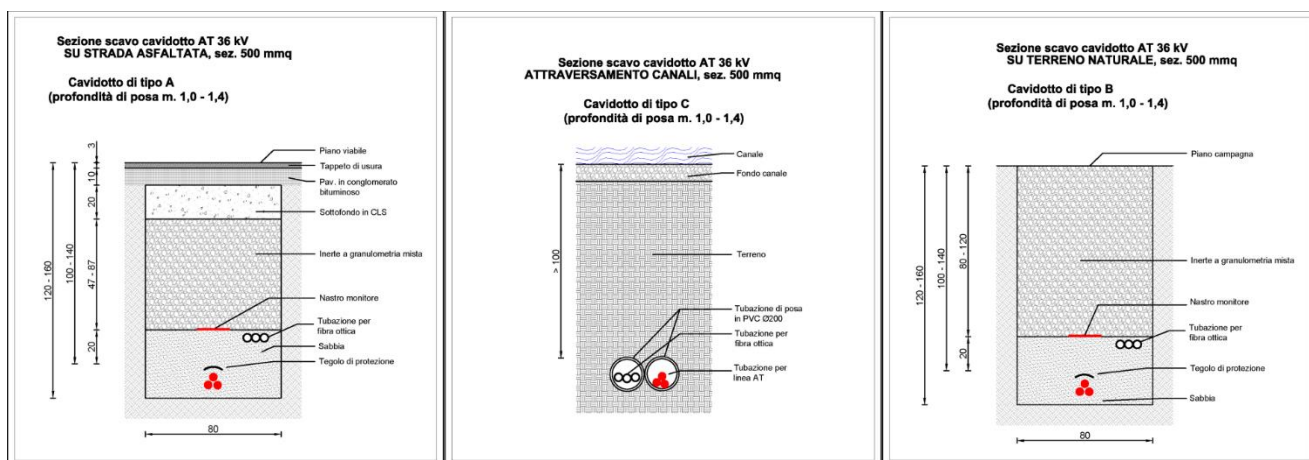 Sezione scavo cavidotto AT 36 kV
SU STRADA ASFALTATA, sez. 500 mmq
Cavidotto di tipo A
(profondità di posa m. 1,0 - 1,4)
Piano viabile
Tappeto di usura
Pav. in conglomerato
bituminoso
Sottofondo in CLS
Inerte a granulometria mista
Nastro monitore
Tubazione per
fibra ottica
Sabbia
Tegolo di protezione
3
10
20
47 - 87
20
100 - 140
120 - 160
80
Sezione scavo cavidotto AT 36 kV
ATTRAVERSAMENTO CANALI, sez. 500 mmq
Cavidotto di tipo C
(profondità di posa m. 1,0 - 1,4)
Canale
Fondo canale
Terreno
> 100
Tubazione di posa
in PVC Ø200
Tubazione per
fibra ottica
Tubazione per
linea AT
Sezione scavo cavidotto AT 36 kV
SU TERRENO NATURALE, sez. 500 mmq
Cavidotto di tipo B
(profondità di posa m. 1,0 - 1,4)
Piano campagna
Inerte a granulometria mista
Nastro monitore
Tubazione per
fibra ottica
Tegolo di protezione
Sabbia
80 - 120
20
100 - 140
120 - 160
80